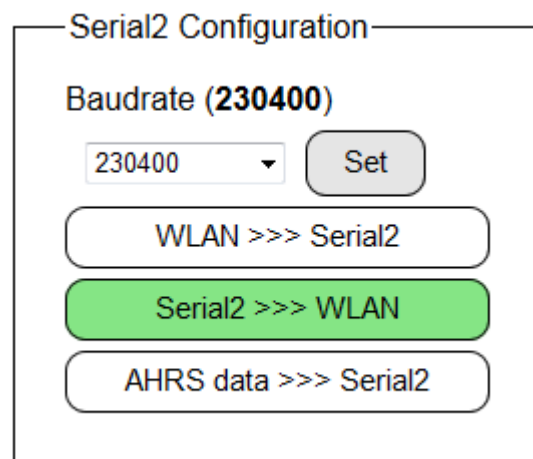 Serial2 Configuration
Baudrate (230400)
230400 Set
WLAN >>> Serial2
Serial2 >>> WLAN
AHRS data >>> Serial2